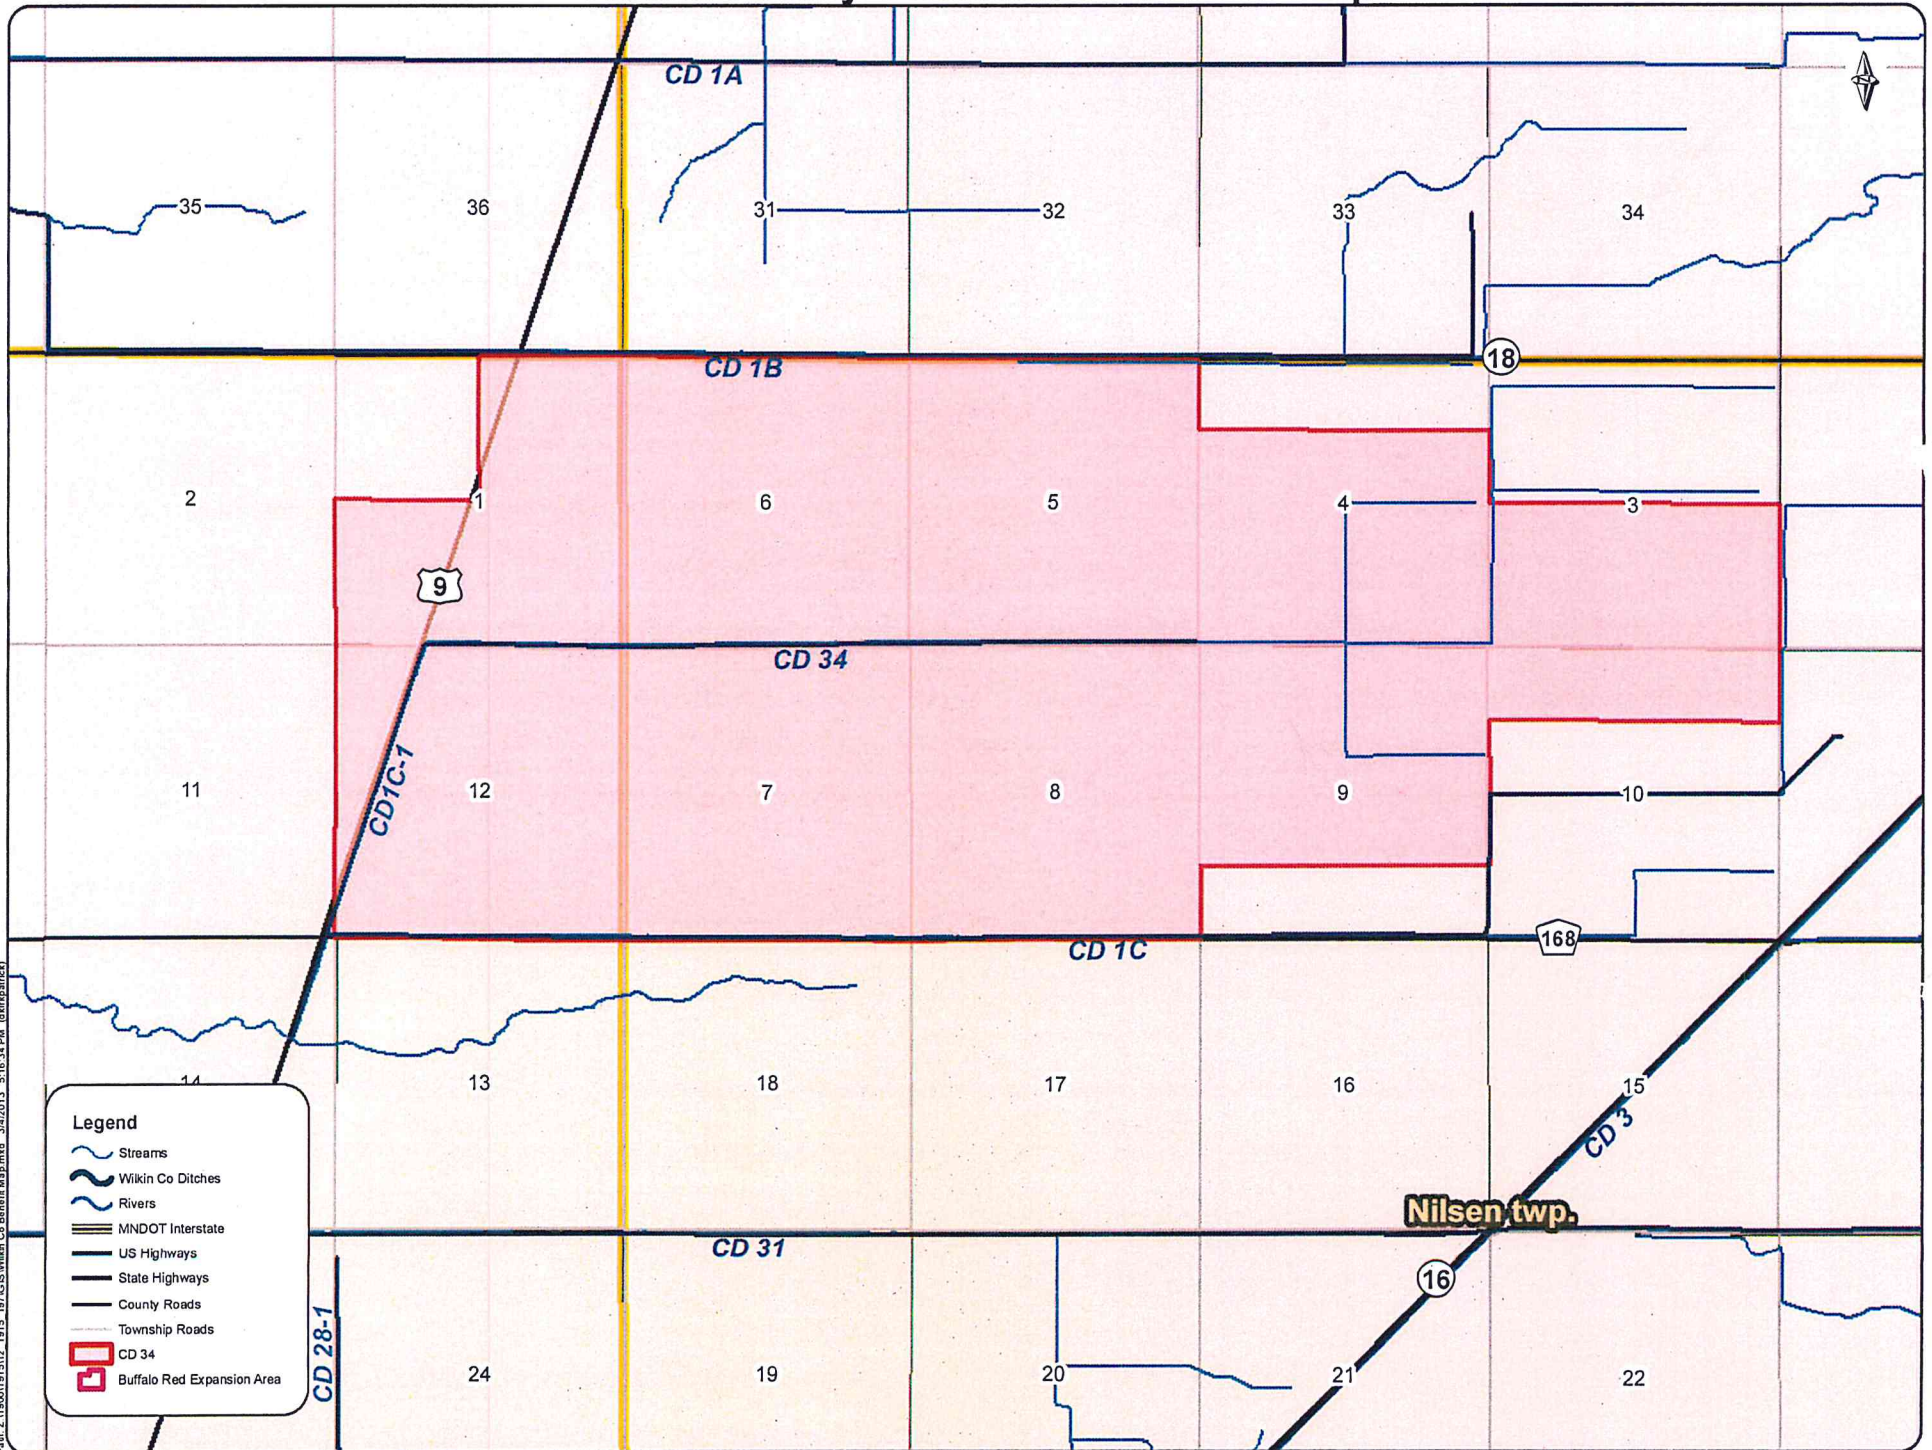 CD 1A
35
36
31
32
33
34
CD 1B
18
2
1
6
5
4
3
9
CD 34
CD1C-1
11
12
7
8
9
10
CD 1C
168
14
13
18
17
16
15
CD 3
Nilsen twp.
CD 31
16
CD 28-1
24
19
20
21
22
Legend
Streams
Wilkin Co Ditches
Rivers
MNDOT Interstate
US Highways
State Highways
County Roads
Township Roads
CD 34
Buffalo Red Expansion Area